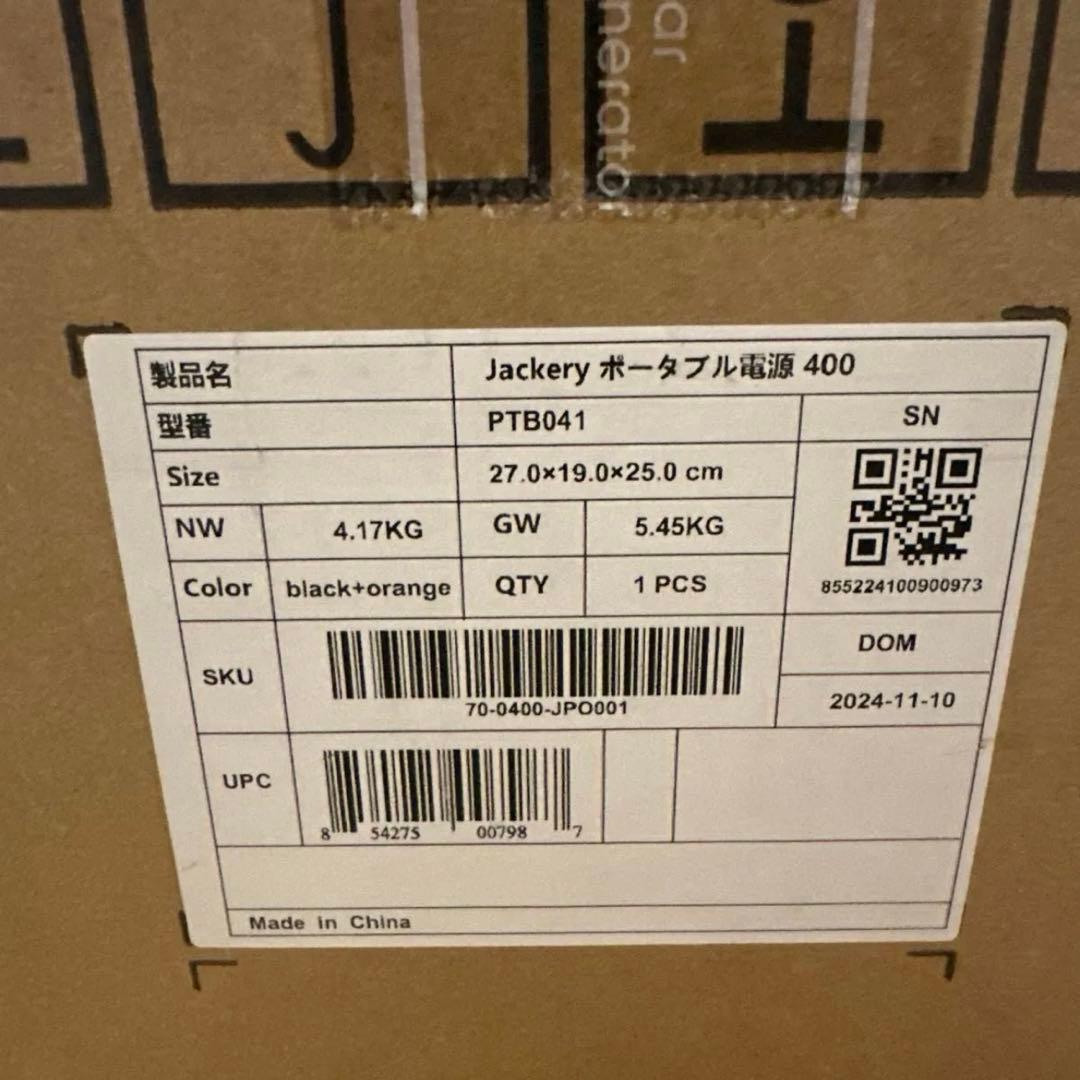 ar
nerator
製品名 Jackery ポータブル電源 400
型番 PTB041 SN
Size 27.0×19.0×25.0 cm
NW 4.17KG GW 5.45KG
855224100900973
Color black+orange QTY 1 PCS
DOM
SKU
70-0400-JPO001
2024-11-10
UPC
8 54275 00798 7
Made in China